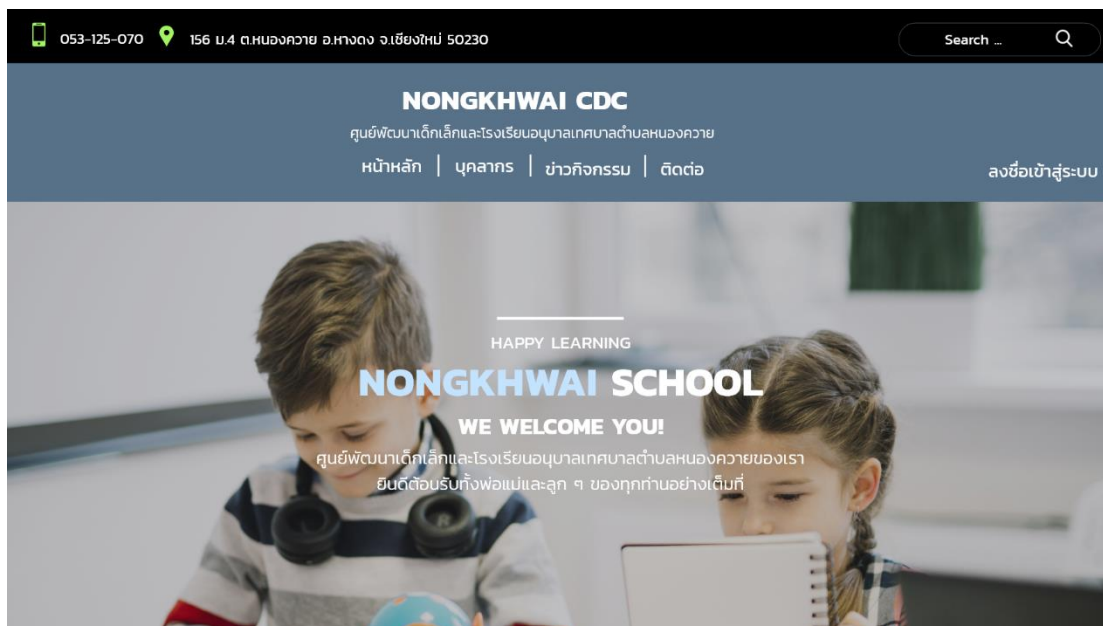 053-125-070 156 ม.4 ต.หนองควาย อ.หางดง จ.เชียงใหม่ 50230 Search ...
NONGKHWAI CDC
ศูนย์พัฒนาเด็กเล็กและโรงเรียนอนุบาลเทศบาลตำบลหนองควาย
หน้าหลัก | บุคลากร | ข่าวกิจกรรม | ติดต่อ ลงชื่อเข้าสู่ระบบ
HAPPY LEARNING
NONGKHWAI SCHOOL
WE WELCOME YOU!
ศูนย์พัฒนาเด็กเล็กและโรงเรียนอนุบาลเทศบาลตำบลหนองควายของเรา
ยินดีต้อนรับทั้งพ่อแม่และลูก ๆ ของทุกท่านอย่างเต็มที่